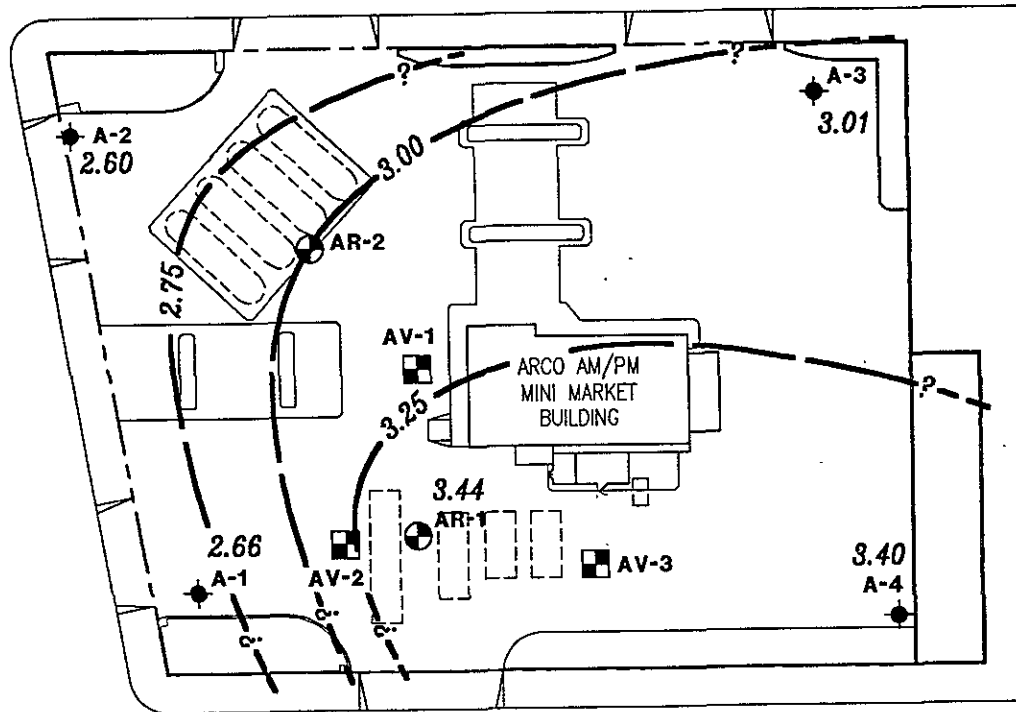 ?
?
A-3
3.01
A-2
2.60
3.00
AR-2
2.75
AV-1
ARCO AM/PM
MINI MARKET
BUILDING
?
3.25
3.44
AR-1
2.66
A-1
AV-2
AV-3
3.40
A-4
?
?
?